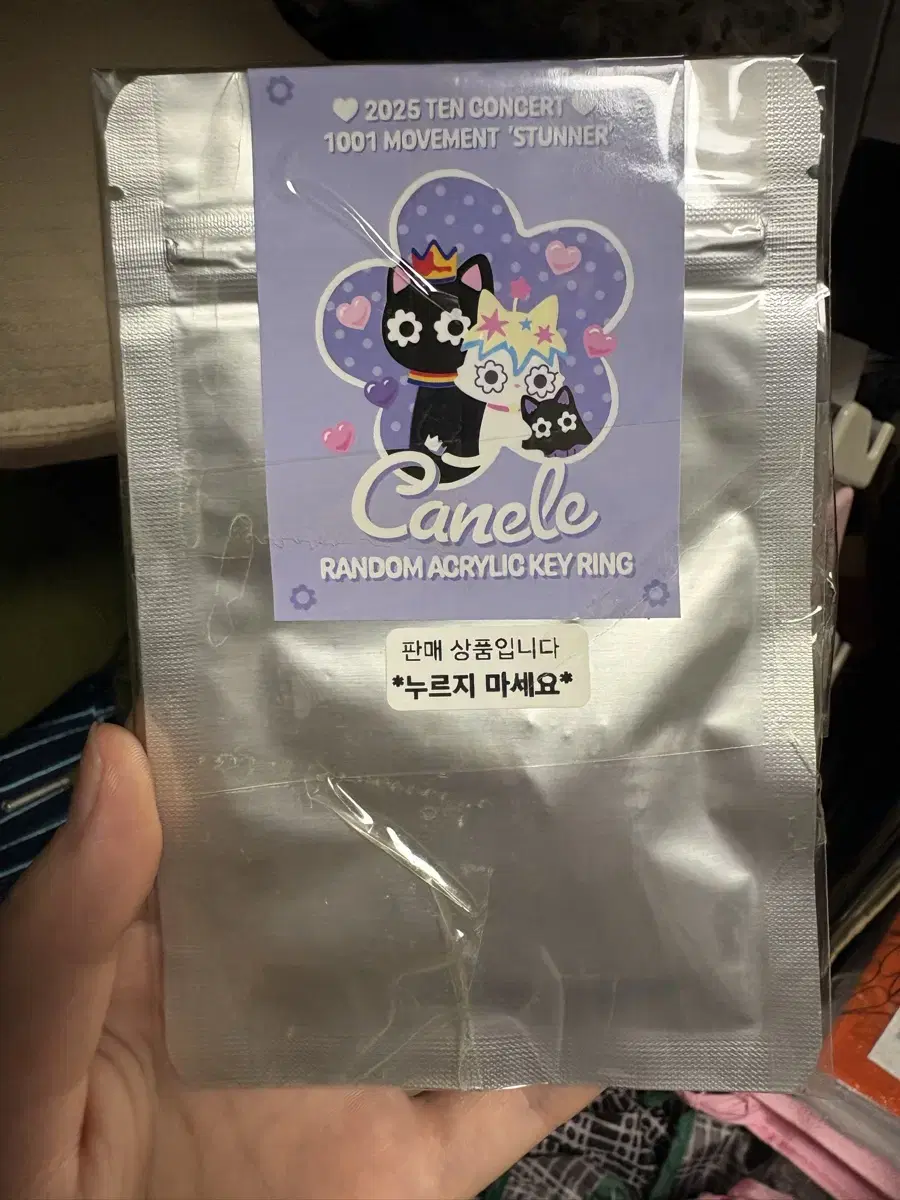 2025 TEN CONCERT
1001 MOVEMENT 'STUNNER'
Canele
RANDOM ACRYLIC KEY RING
판매 상품입니다
*누르지 마세요*